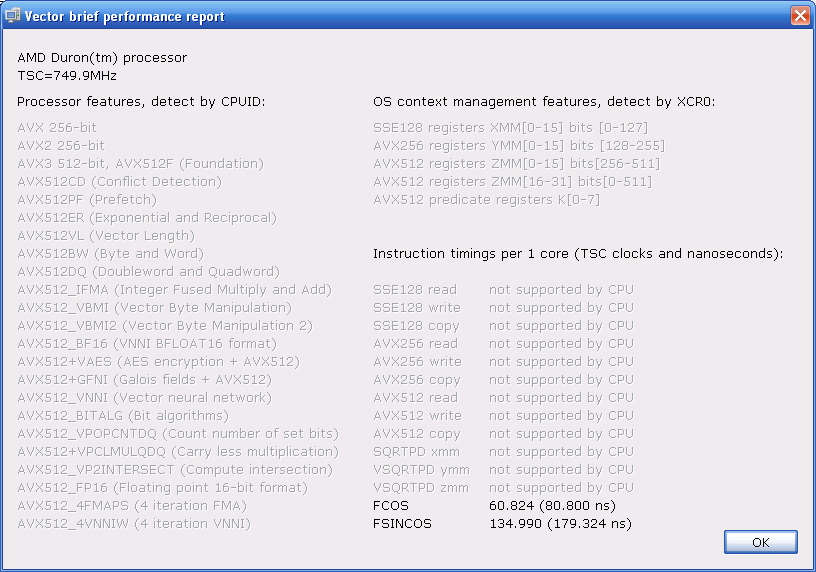 Vector brief performance report
AMD Duron(tm) processor
TSC=749.9MHz
Processor features, detect by CPUID:
AVX 256-bit
AVX2 256-bit
AVX3 512-bit, AVX512F (Foundation)
AVX512CD (Conflict Detection)
AVX512PF (Prefetch)
AVX512ER (Exponential and Reciprocal)
AVX512VL (Vector Length)
AVX512BW (Byte and Word)
AVX512DQ (Doubleword and Quadword)
AVX512_IFMA (Integer Fused Multiply and Add)
AVX512_VBMI (Vector Byte Manipulation)
AVX512_VBMI2 (Vector Byte Manipulation 2)
AVX512_BF16 (VNNI BFLOAT16 format)
AVX512+VAES (AES encryption + AVX512)
AVX512+GFNI (Galois fields + AVX512)
AVX512_VNNI (Vector neural network)
AVX512_BITALG (Bit algorithms)
AVX512_VPOPCNTDQ (Count number of set bits)
AVX512+VPCLMULQDQ (Carry less multiplication)
AVX512_VP2INTERSECT (Compute intersection)
AVX512_FP16 (Floating point 16-bit format)
AVX512_4FMAPS (4 iteration FMA)
AVX512_4VNNIW (4 iteration VNNI)
OS context management features, detect by XCR0:
SSE128 registers XMM[0-15] bits [0-127]
AVX256 registers YMM[0-15] bits [128-255]
AVX512 registers ZMM[0-15] bits[256-511]
AVX512 registers ZMM[16-31] bits[0-511]
AVX512 predicate registers K[0-7]
Instruction timings per 1 core (TSC clocks and nanoseconds):
SSE128 read not supported by CPU
SSE128 write not supported by CPU
SSE128 copy not supported by CPU
AVX256 read not supported by CPU
AVX256 write not supported by CPU
AVX256 copy not supported by CPU
AVX512 read not supported by CPU
AVX512 write not supported by CPU
AVX512 copy not supported by CPU
SQRTPD xmm not supported by CPU
VSQRTPD ymm not supported by CPU
VSQRTPD zmm not supported by CPU
FCOS 60.824 (80.800 ns)
FSINCOS 134.990 (179.324 ns)
OK